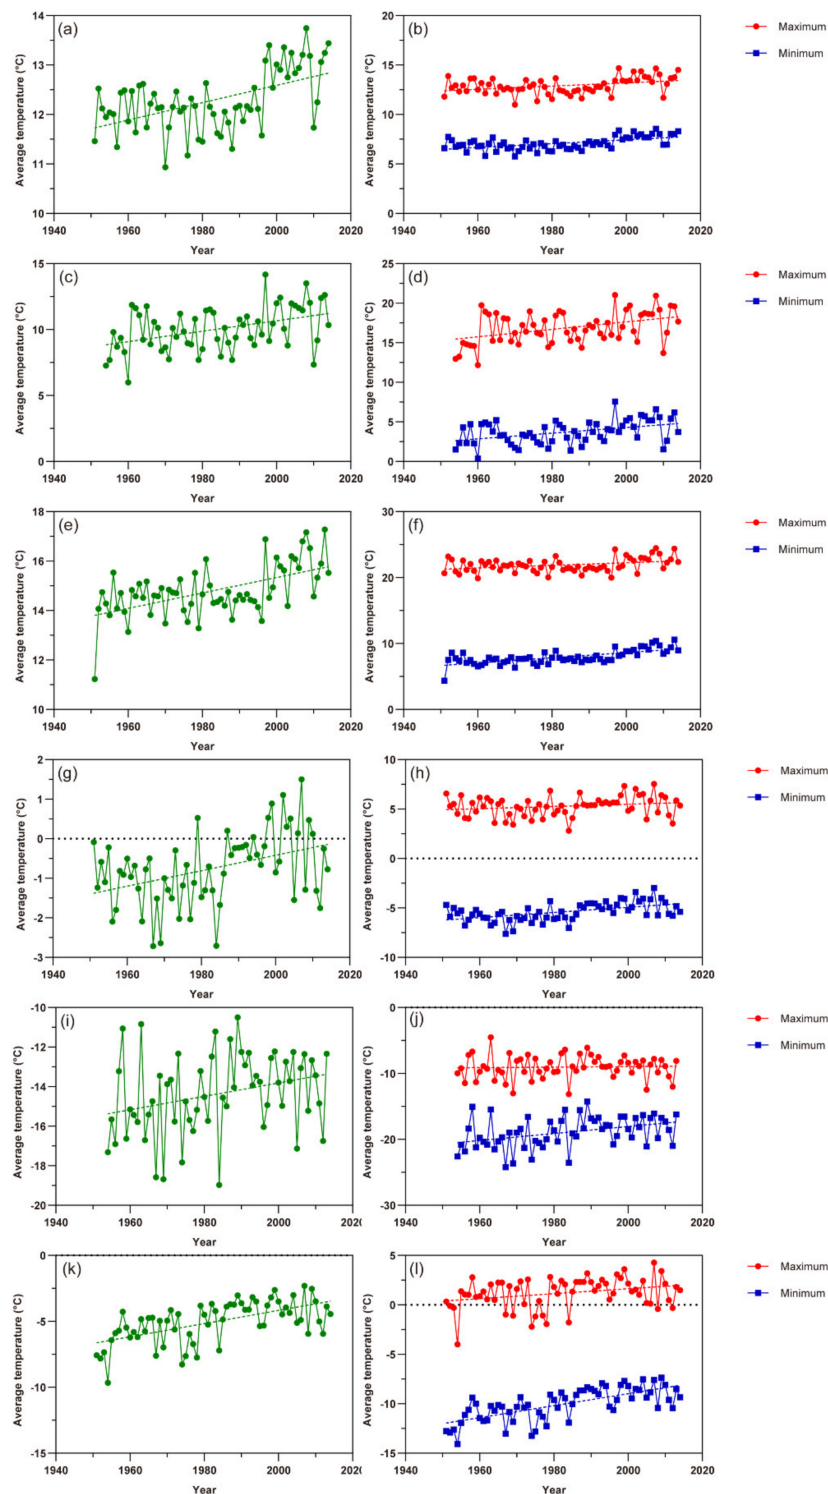 (a)
14
13
12
11
10
Average temperature (°C)
1940 1960 1980 2000 2020
Year
(b)
20
15
10
5
0
Average temperature (°C)
1940 1960 1980 2000 2020
Year
Maximum
Minimum
(c)
15
10
5
0
Average temperature (°C)
1940 1960 1980 2000 2020
Year
(d)
25
20
15
10
5
0
Average temperature (°C)
1940 1960 1980 2000 2020
Year
Maximum
Minimum
(e)
18
16
14
12
10
Average temperature (°C)
1940 1960 1980 2000 2020
Year
(f)
30
20
10
0
Average temperature (°C)
1940 1960 1980 2000 2020
Year
Maximum
Minimum
(g)
2
1
0
-1
-2
-3
Average temperature (°C)
1940 1960 1980 2000 2020
Year
(h)
10
5
0
-5
-10
Average temperature (°C)
1940 1960 1980 2000 2020
Year
Maximum
Minimum
(i)
-10
-12
-14
-16
-18
-20
Average temperature (°C)
1940 1960 1980 2000 2020
Year
(j)
0
-10
-20
-30
Average temperature (°C)
1940 1960 1980 2000 2020
Year
Maximum
Minimum
(k)
0
-5
-10
-15
Average temperature (°C)
1940 1960 1980 2000 202
Year
(l)
5
0
-5
-10
-15
Average temperature (°C)
1940 1960 1980 2000 2020
Year
Maximum
Minimum